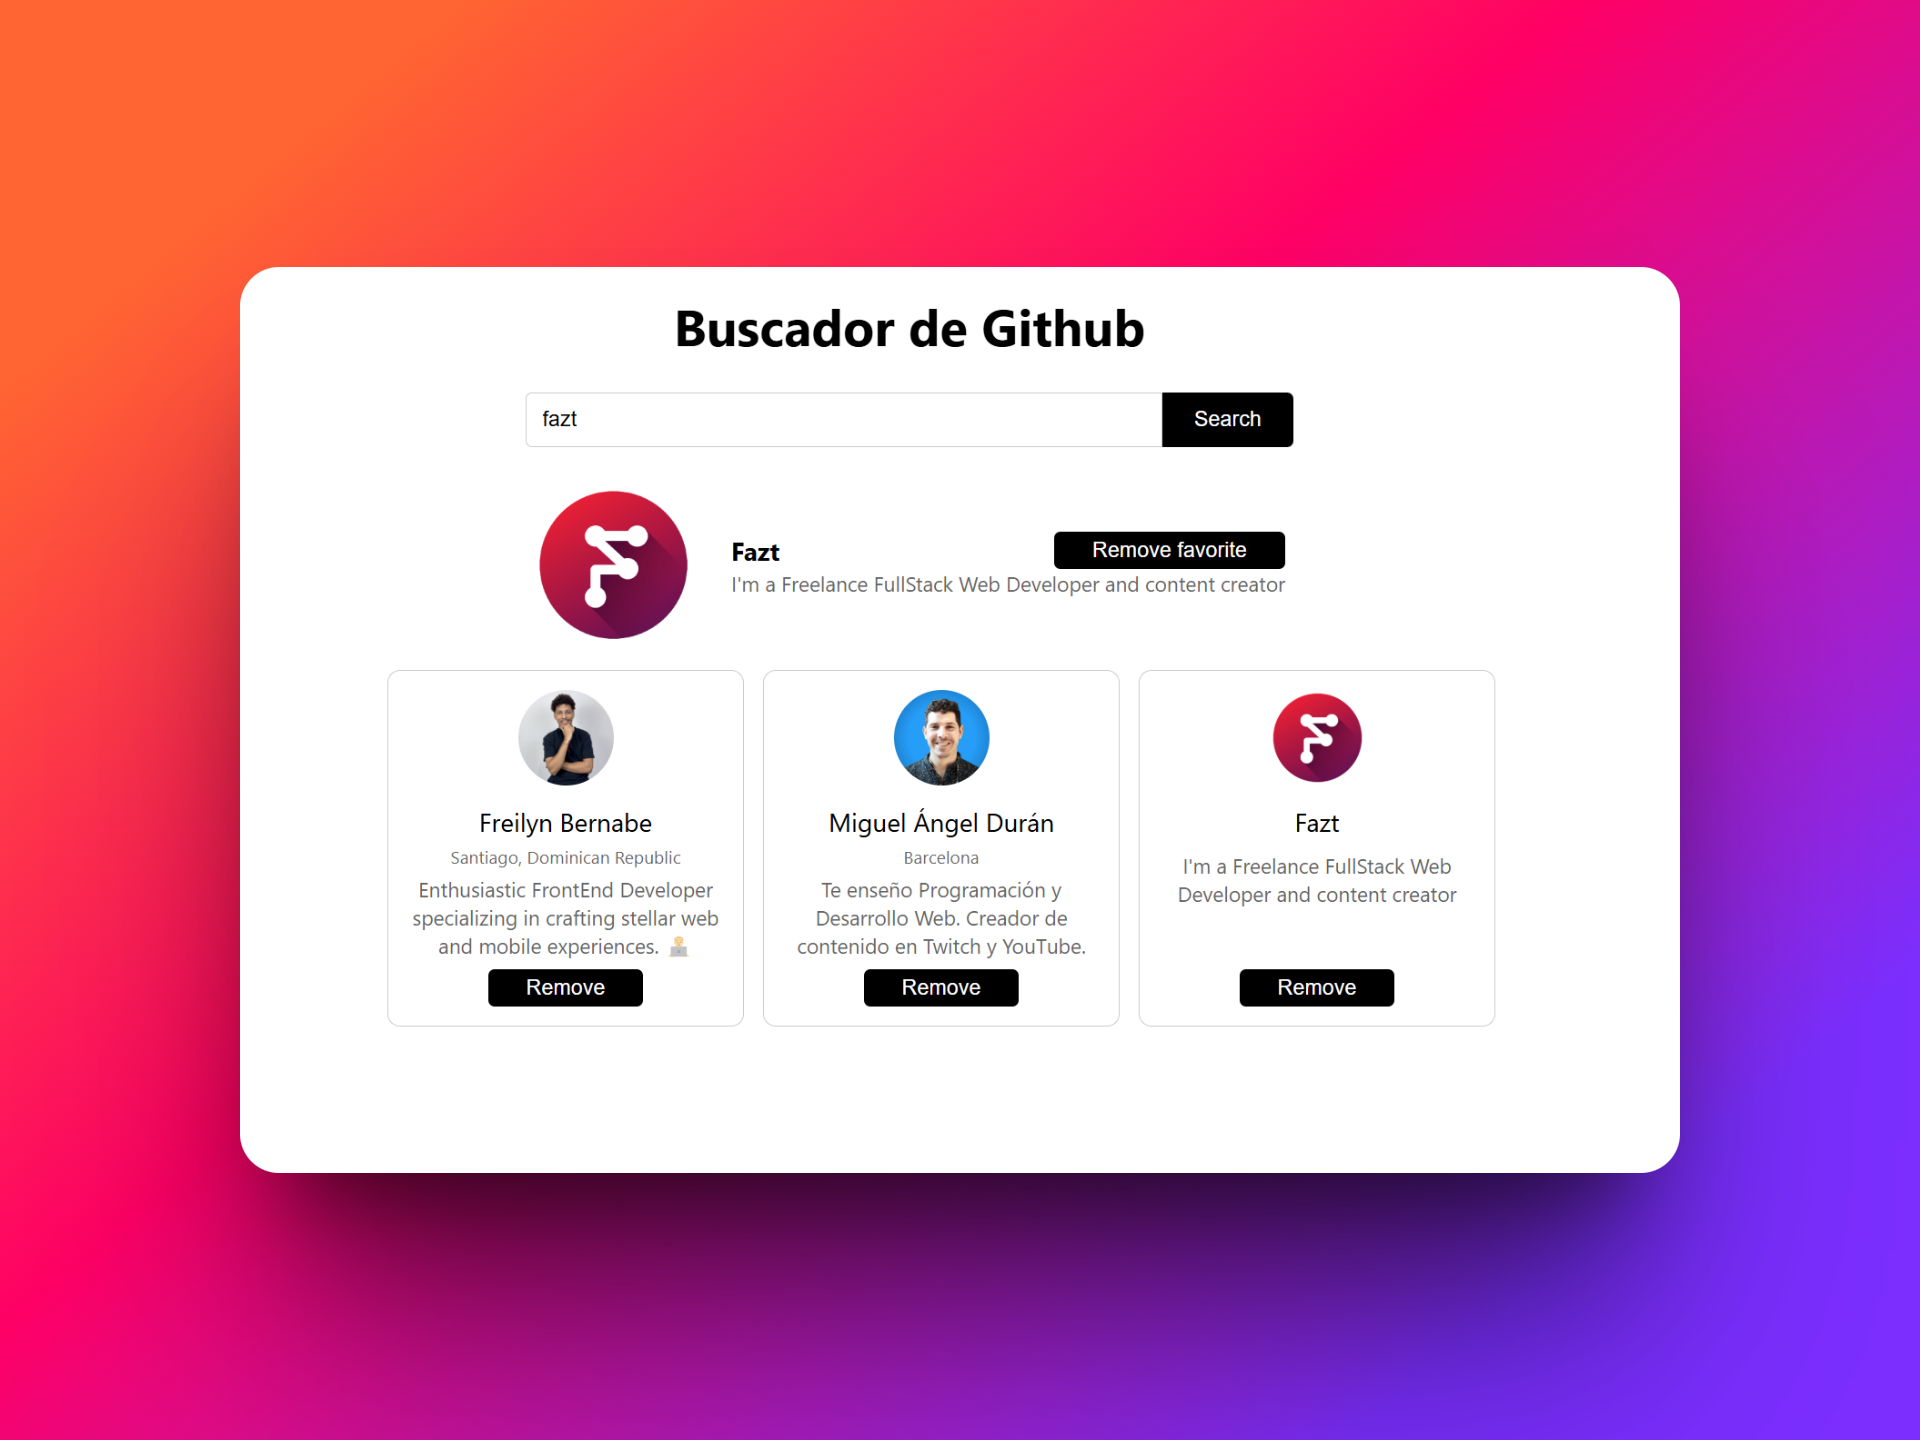 Buscador de Github
fazt
Search
Fazt
Remove favorite
I'm a Freelance FullStack Web Developer and content creator
Freilyn Bernabe
Santiago, Dominican Republic
Enthusiastic FrontEnd Developer
specializing in crafting stellar web
and mobile experiences. 🧑🏼‍💻
Remove
Miguel Ángel Durán
Barcelona
Te enseño Programación y
Desarrollo Web. Creador de
contenido en Twitch y YouTube.
Remove
Fazt
I'm a Freelance FullStack Web
Developer and content creator
Remove